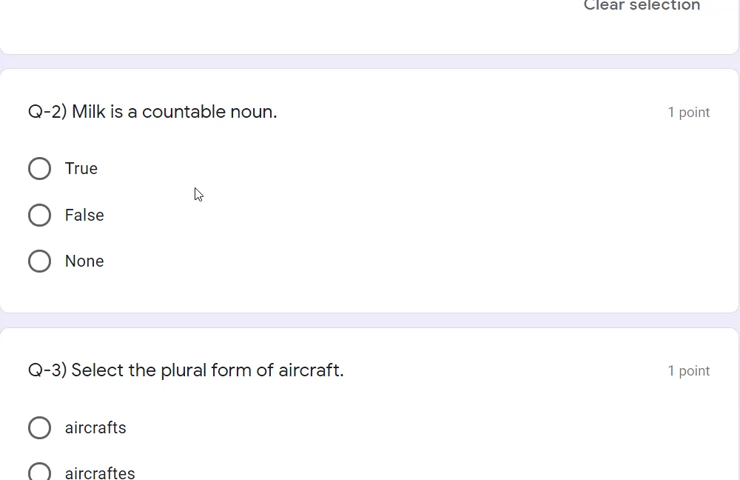 Clear selection
Q-2) Milk is a countable noun.
1 point
True
False
None
Q-3) Select the plural form of aircraft.
1 point
aircrafts
aircraftes